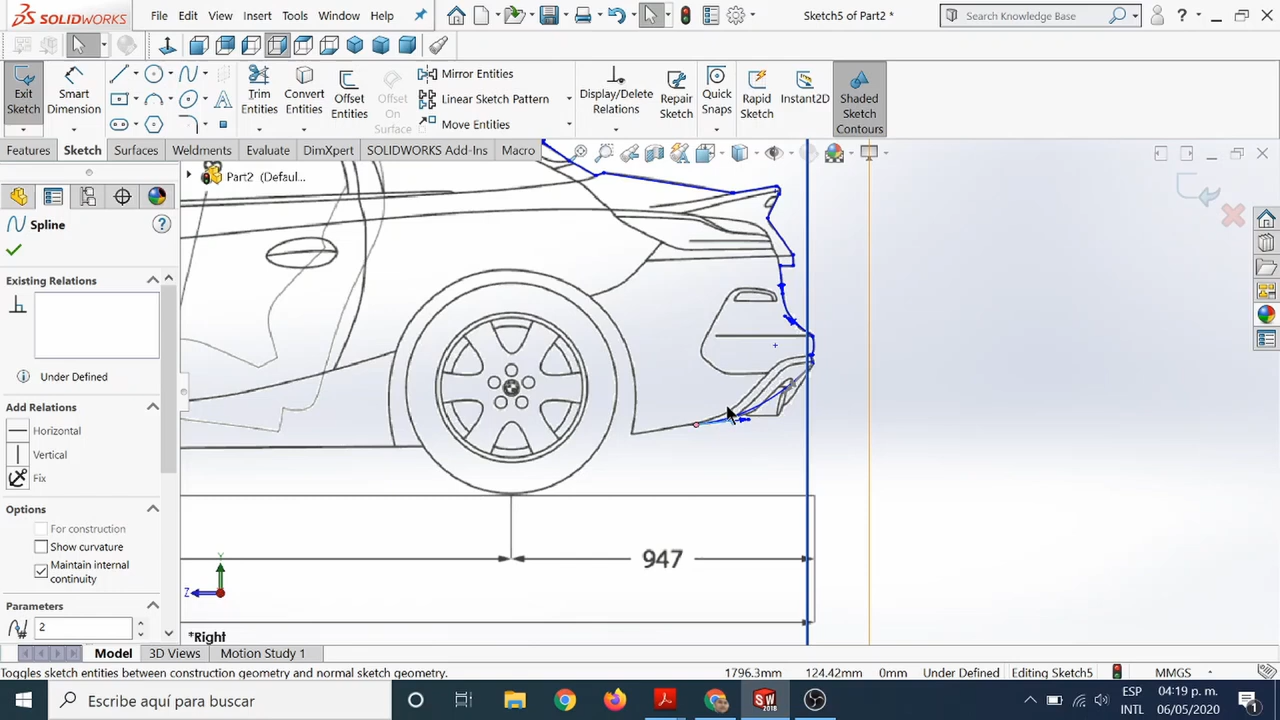 SOLIDWORKS
File Edit View Insert Tools Window Help
Sketch5 of Part2 *
Search Knowledge Base
Exit Sketch
Smart Dimension
Trim Entities
Convert Entities
Offset Entities
Offset On Surface
Mirror Entities
Linear Sketch Pattern
Move Entities
Display/Delete Relations
Repair Sketch
Quick Snaps
Rapid Sketch
Instant2D
Shaded Sketch Contours
Features Sketch Surfaces Weldments Evaluate DimXpert SOLIDWORKS Add-Ins Macro
Part2 (Defaul...
Spline
Existing Relations
Under Defined
Add Relations
Horizontal
Vertical
Fix
Options
For construction
Show curvature
Maintain internal
continuity
Parameters
2
947
Y
Z
*Right
Model 3D Views Motion Study 1
Toggles sketch entities between construction geometry and normal sketch geometry.
1796.3mm 124.42mm 0mm Under Defined Editing Sketch5 MMGS
Escribe aquí para buscar
SW
2018
ESP
INTL
04:19 p. m.
06/05/2020
1